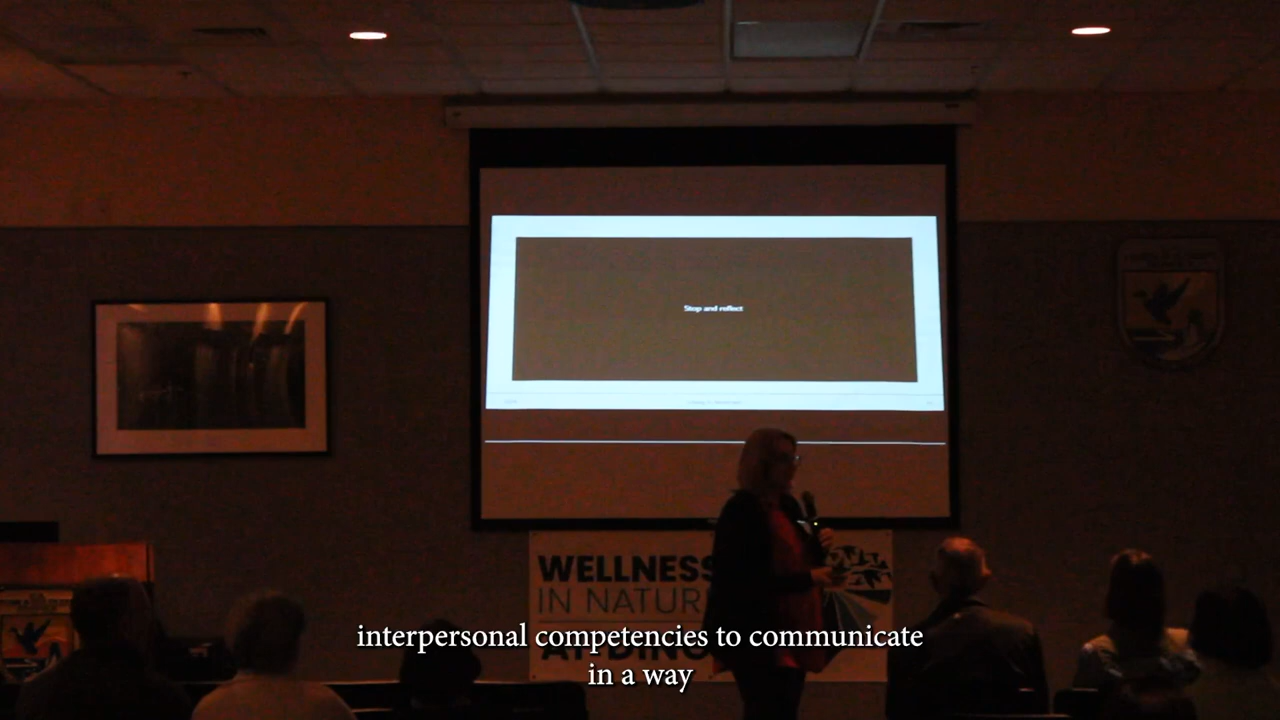 Stop and reflect
WELLNESS
IN NATUR
interpersonal competencies to communicate
in a way